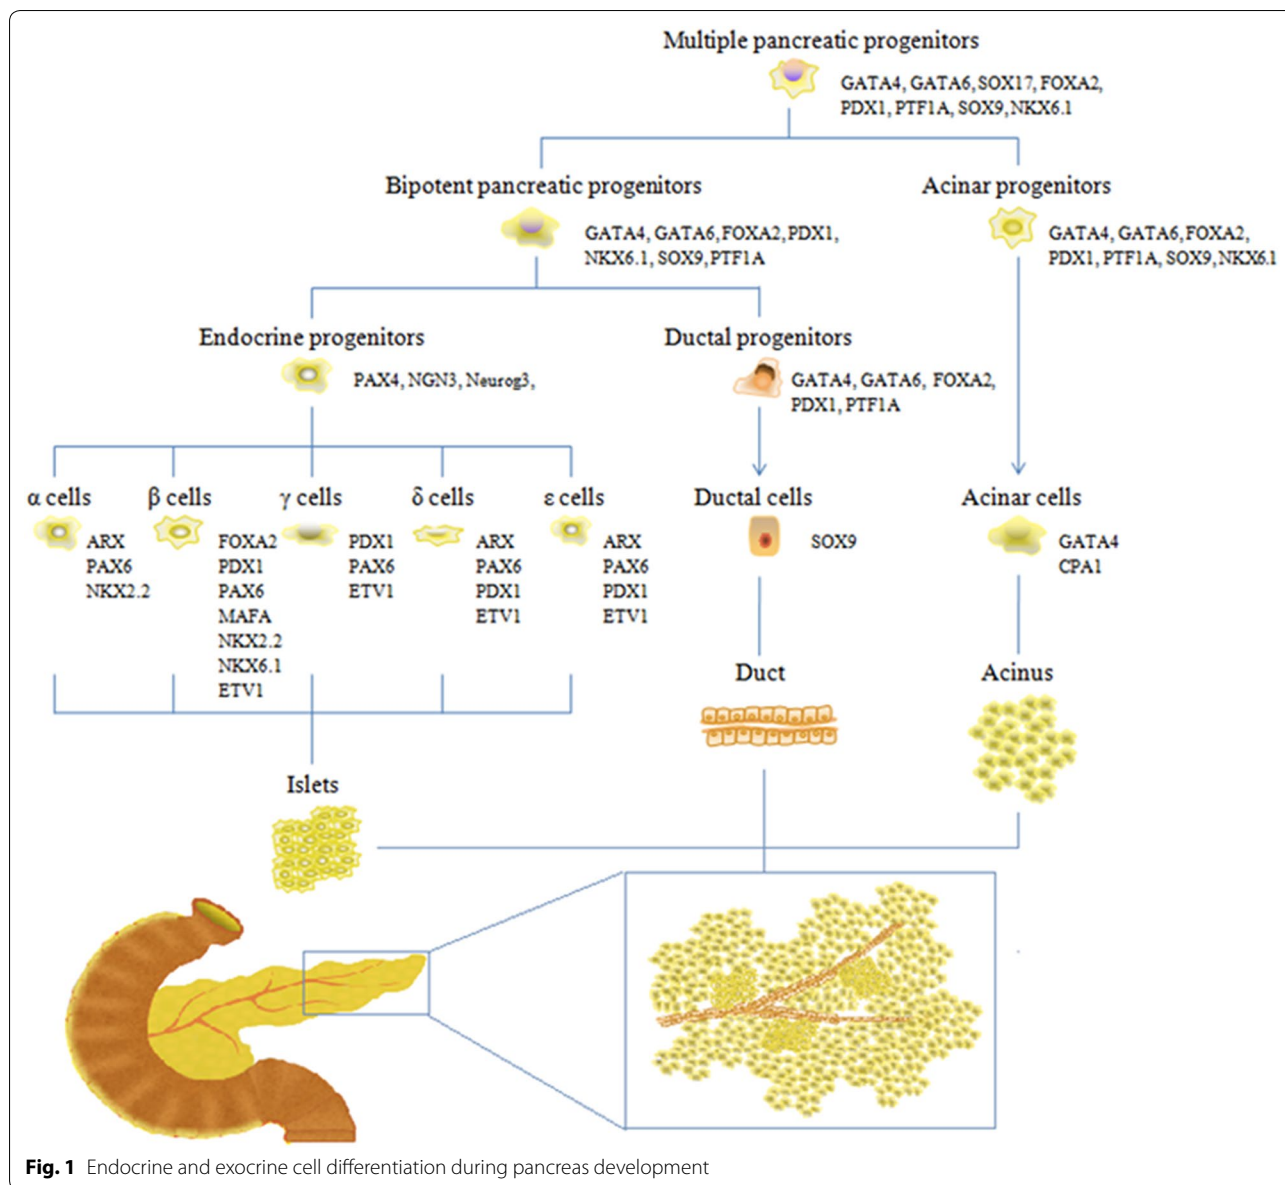 Multiple pancreatic progenitors
GATA4, GATA6, SOX17, FOXA2,
PDX1, PTF1A, SOX9, NKX6.1
Bipotent pancreatic progenitors
GATA4, GATA6, FOXA2, PDX1,
NKX6.1, SOX9, PTF1A
Acinar progenitors
GATA4, GATA6, FOXA2,
PDX1, PTF1A, SOX9, NKX6.1
Endocrine progenitors
PAX4, NGN3, Neurog3,
Ductal progenitors
GATA4, GATA6, FOXA2,
PDX1, PTF1A
α cells
ARX
PAX6
NKX2.2
β cells
FOXA2
PDX1
PAX6
MAFA
NKX2.2
NKX6.1
ETV1
γ cells
PDX1
PAX6
ETV1
δ cells
ARX
PAX6
PDX1
ETV1
ε cells
ARX
PAX6
PDX1
ETV1
Ductal cells
SOX9
Acinar cells
GATA4
CPA1
Duct
Acinus
Islets
Fig. 1 Endocrine and exocrine cell differentiation during pancreas development